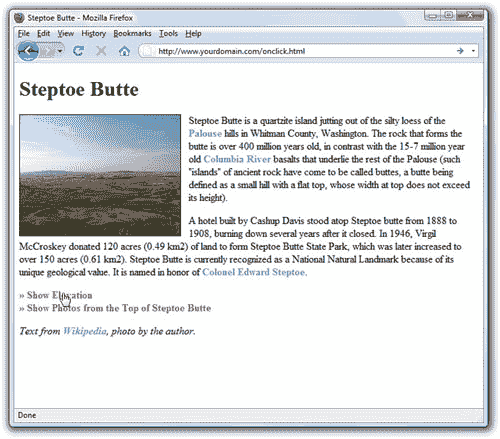 Steptoe Butte - Mozilla Firefox
File Edit View History Bookmarks Tools Help
http://www.yourdomain.com/onclick.html
Steptoe Butte
Steptoe Butte is a quartzite island jutting out of the silty loess of the
Palouse hills in Whitman County, Washington. The rock that forms the
butte is over 400 million years old, in contrast with the 15-7 million year
old Columbia River basalts that underlie the rest of the Palouse (such
"islands" of ancient rock have come to be called buttes, a butte being
defined as a small hill with a flat top, whose width at top does not exceed
its height).
A hotel built by Cashup Davis stood atop Steptoe butte from 1888 to
1908, burning down several years after it closed. In 1946, Virgil
McCroskey donated 120 acres (0.49 km2) of land to form Steptoe Butte State Park, which was later increased to
over 150 acres (0.61 km2). Steptoe Butte is currently recognized as a National Natural Landmark because of its
unique geological value. It is named in honor of Colonel Edward Steptoe.
» Show Elevation
» Show Photos from the Top of Steptoe Butte
Text from Wikipedia, photo by the author.
Done